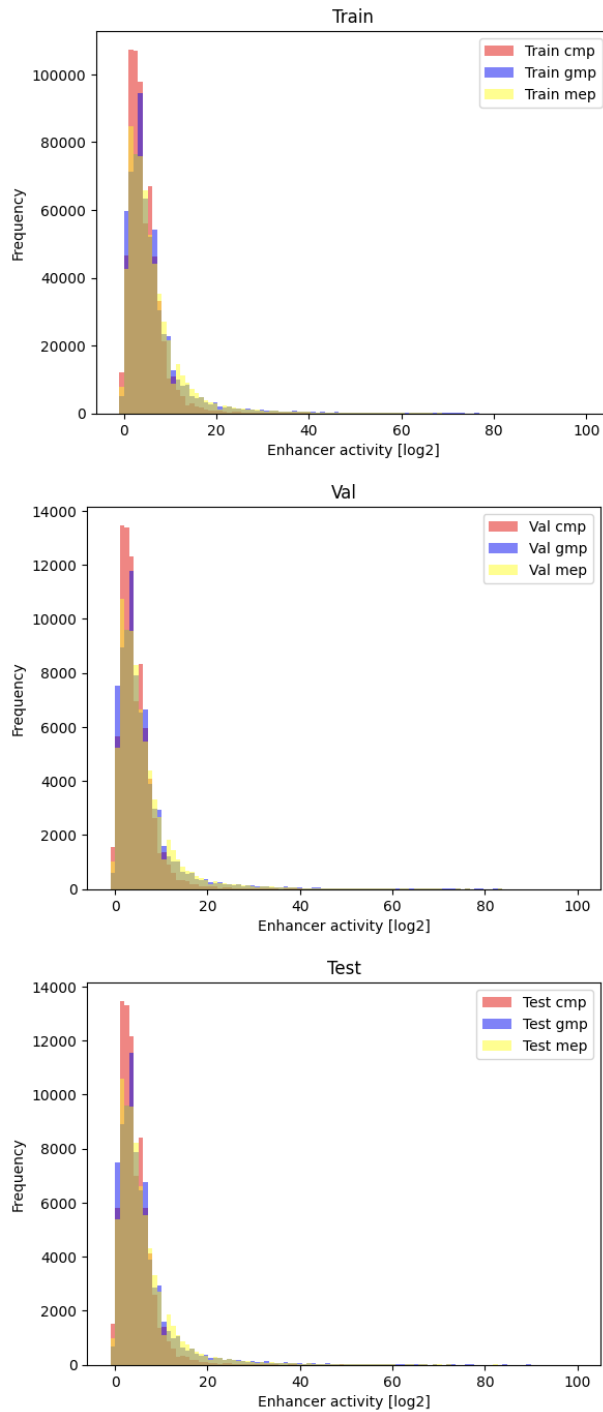 Train
Train cmp
Train gmp
Train mep
Frequency
100000
80000
60000
40000
20000
0
0 20 40 60 80 100
Enhancer activity [log2]
Val
Val cmp
Val gmp
Val mep
Frequency
14000
12000
10000
8000
6000
4000
2000
0
0 20 40 60 80 100
Enhancer activity [log2]
Test
Test cmp
Test gmp
Test mep
Frequency
14000
12000
10000
8000
6000
4000
2000
0
0 20 40 60 80 100
Enhancer activity [log2]